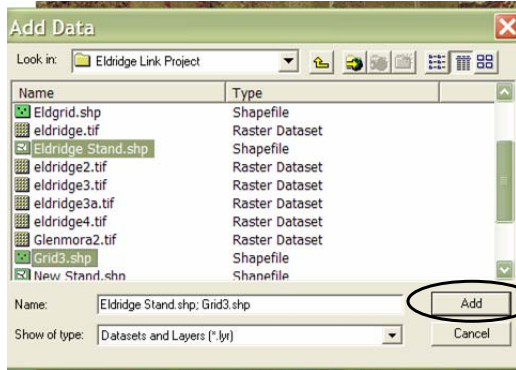 Add Data
Look in: Eldridge Link Project
Name Type
Eldgrid.shp Shapefile
eldridge.tif Raster Dataset
Eldridge Stand.shp Shapefile
eldridge2.tif Raster Dataset
eldridge3.tif Raster Dataset
eldridge3a.tif Raster Dataset
eldridge4.tif Raster Dataset
Glenmora2.tif Raster Dataset
Grid3.shp Shapefile
New Stand.shp Shapefile
Name: Eldridge Stand.shp; Grid3.shp Add
Show of type: Datasets and Layers (*.lyr) Cancel